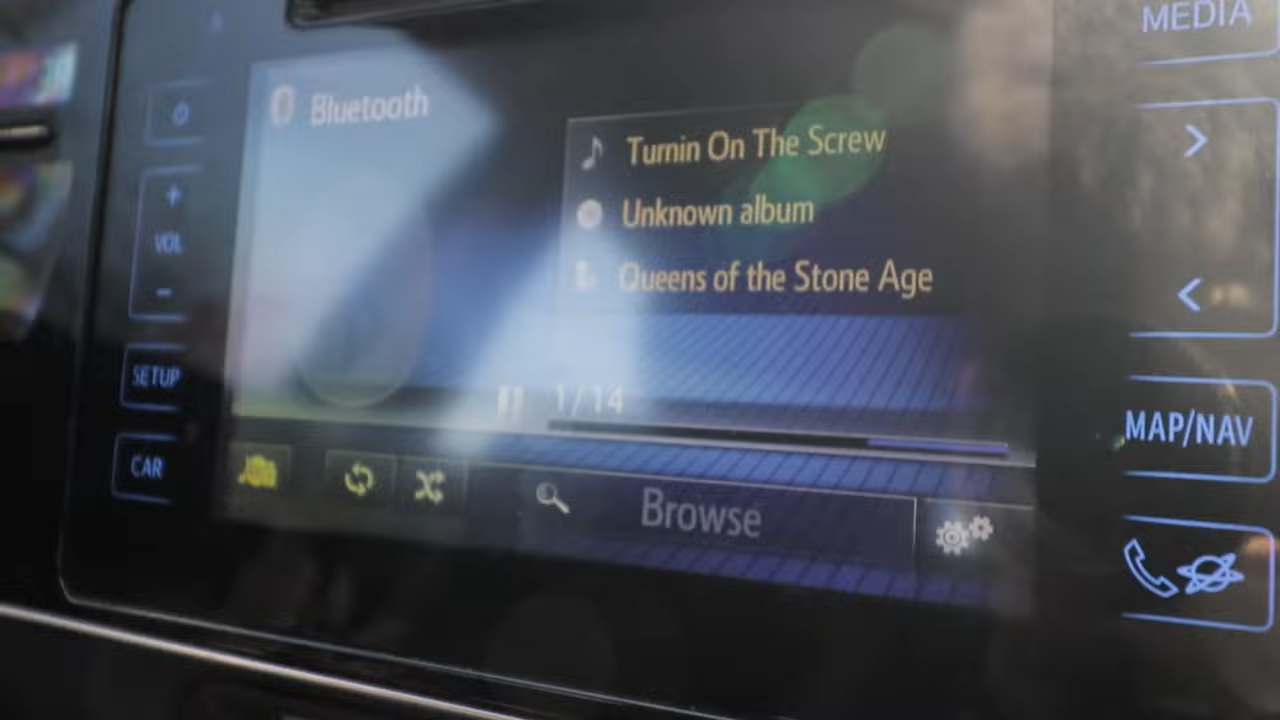 MEDIA
Bluetooth
Turnin On The Screw
Unknown album
Queens of the Stone Age
+
VOL
-
1/14
SETUP
MAP/NAV
CAR
Browse